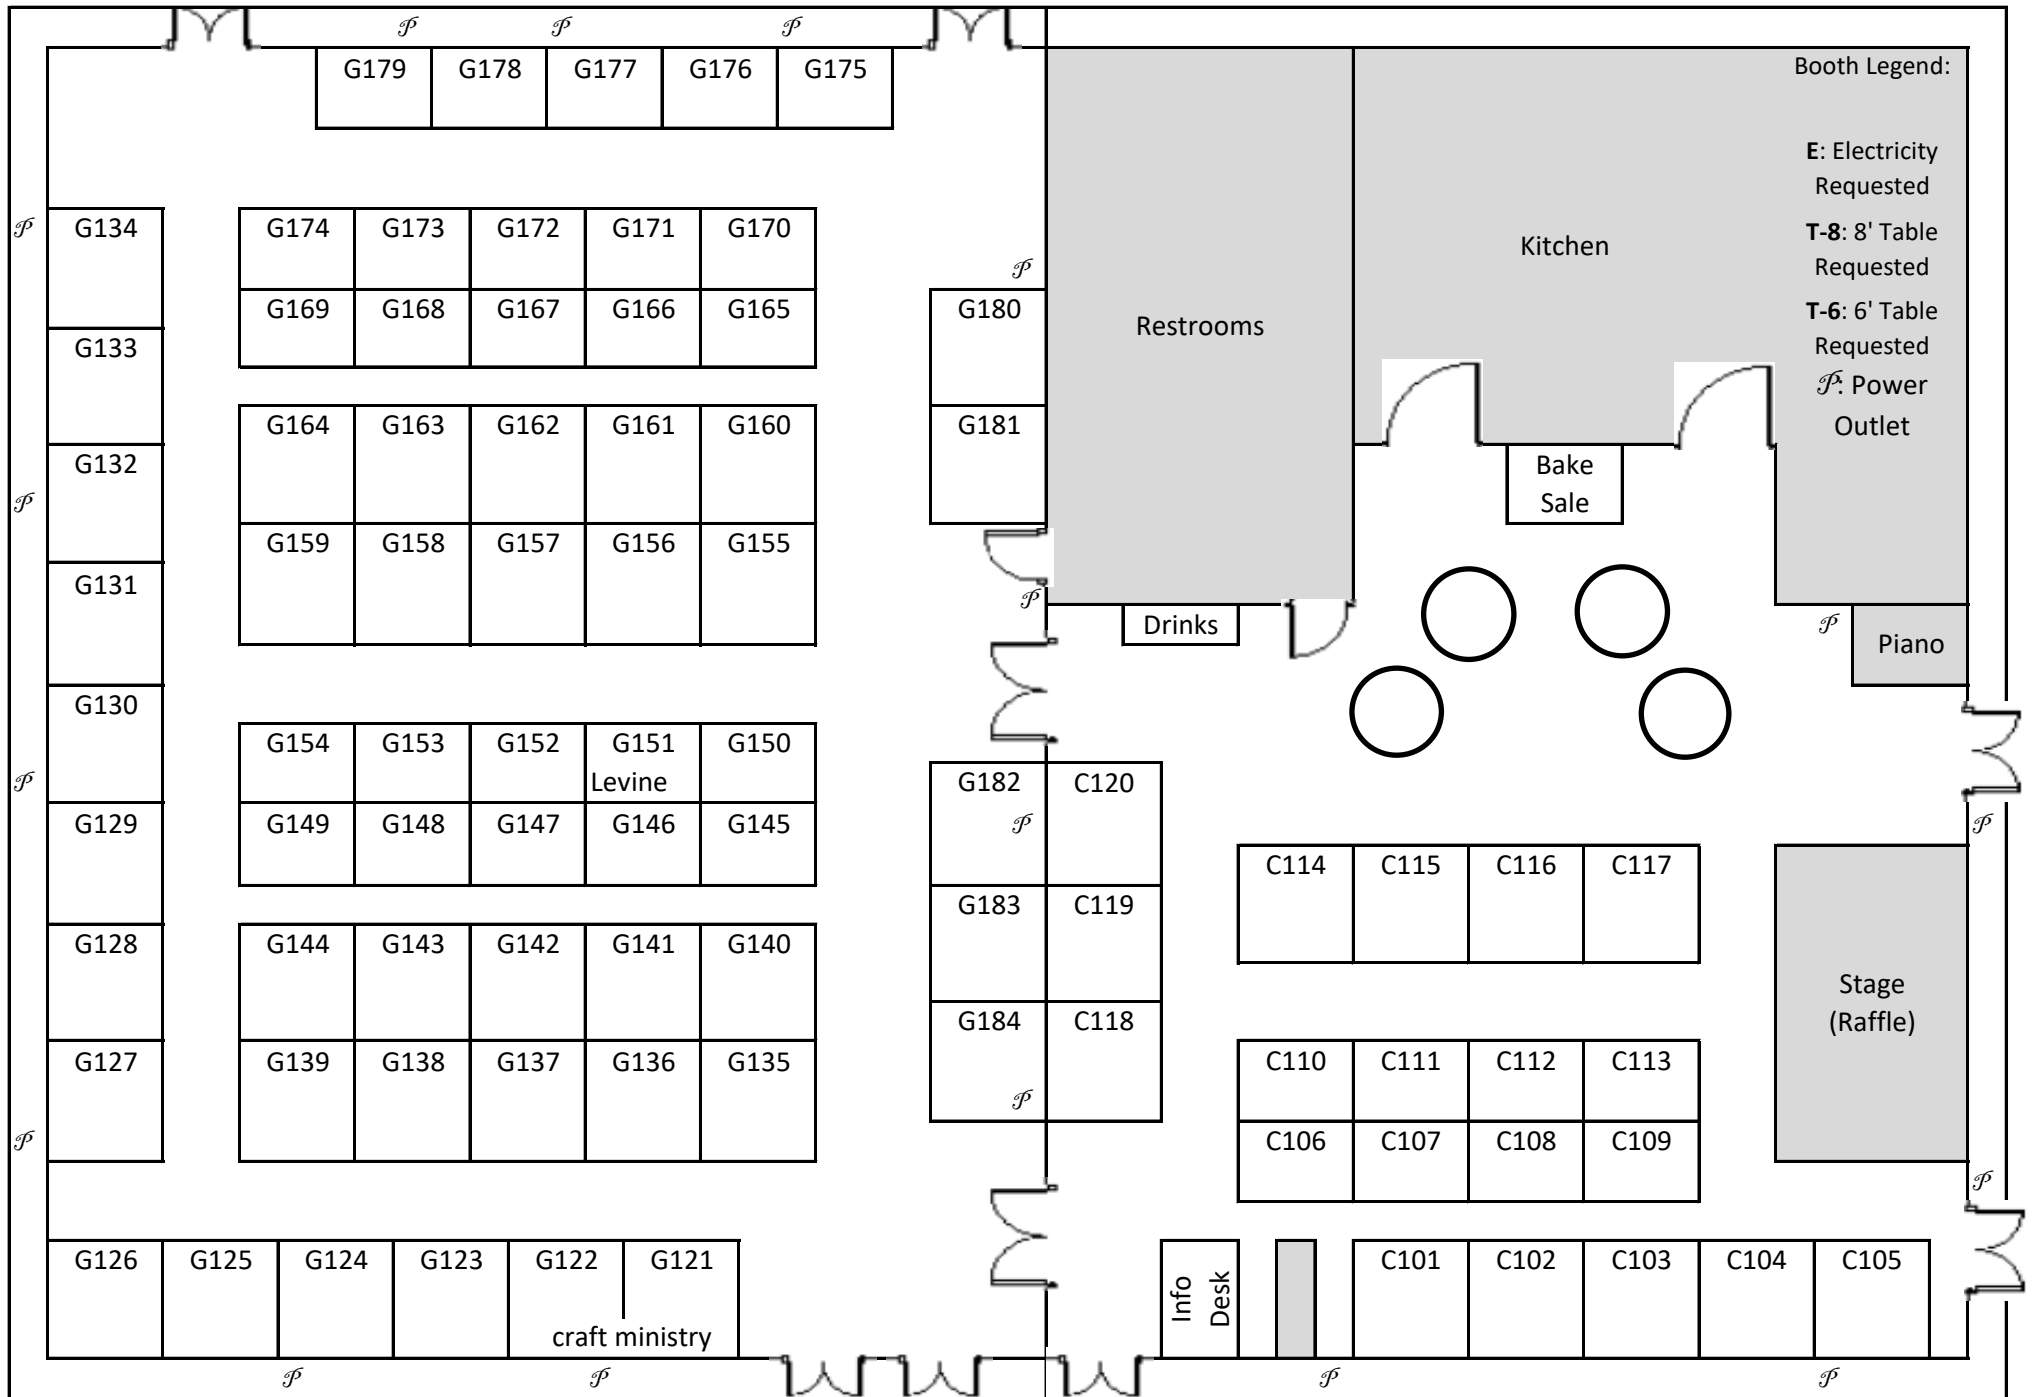 𝒫 𝒫 𝒫
G179 G178 G177 G176 G175
Booth Legend:
E: Electricity
Requested
T-8: 8' Table
Requested
T-6: 6' Table
Requested
𝒫: Power
Outlet
Kitchen
Restrooms
Bake
Sale
Drinks
𝒫
Piano
𝒫 G134
G133
G132
𝒫
G131
G130
𝒫
G129
G128
G127
𝒫
G174 G173 G172 G171 G170
G169 G168 G167 G166 G165
G164 G163 G162 G161 G160
G159 G158 G157 G156 G155
G154 G153 G152 G151 G150
Levine
G149 G148 G147 G146 G145
G144 G143 G142 G141 G140
G139 G138 G137 G136 G135
𝒫
G180
G181
𝒫
G182 C120
𝒫
G183 C119
G184 C118
𝒫
C114 C115 C116 C117
C110 C111 C112 C113
C106 C107 C108 C109
𝒫
Stage
(Raffle)
𝒫
G126 G125 G124 G123 G122 G121
craft ministry
Info
Desk
C101 C102 C103 C104 C105
𝒫 𝒫 𝒫 𝒫